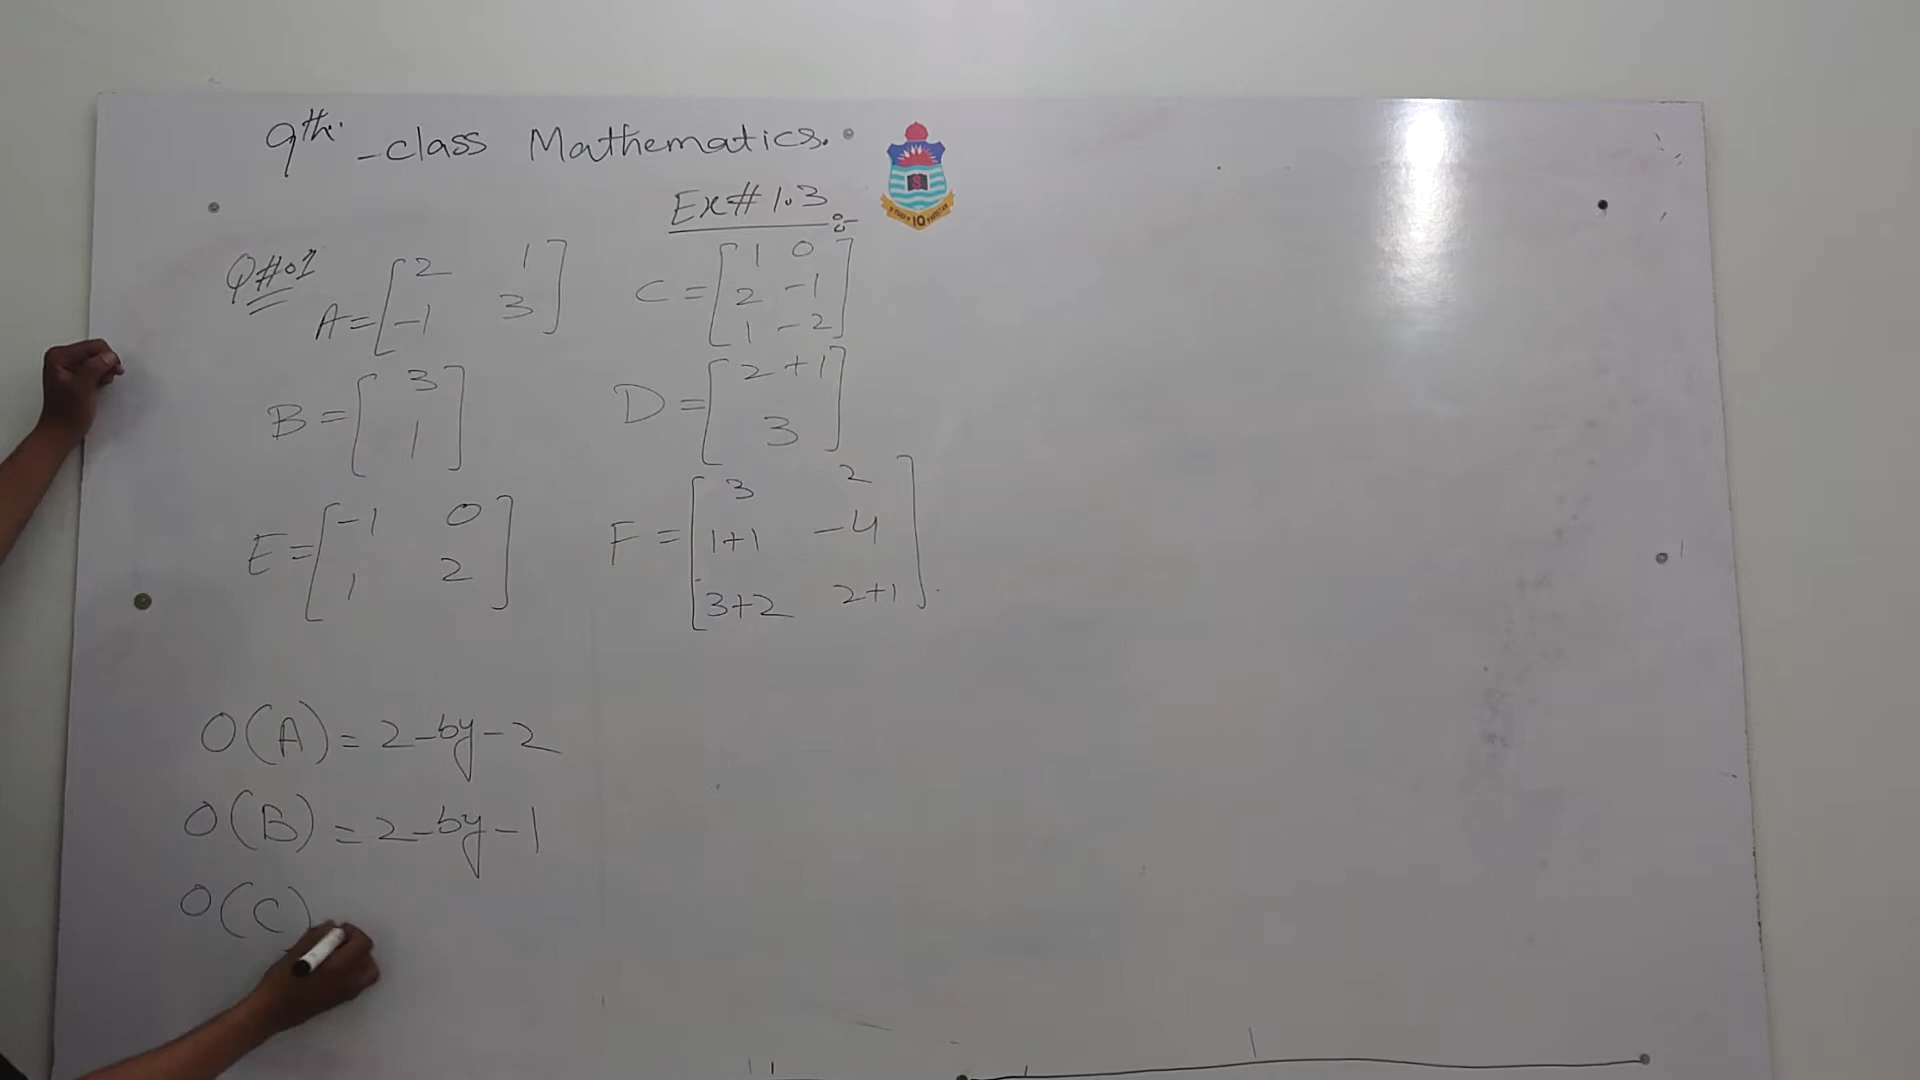 9th. - class Mathematics.
Ex# 1.3 :-
Q#01
A = [ 2 1
-1 3 ]
C = [ 1 0
2 -1
1 -2 ]
B = [ 3
1 ]
D = [ 2+1
3 ]
E = [ -1 0
1 2 ]
F = [ 3 2
1+1 -4
3+2 2+1 ].
O(A) = 2-by-2
O(B) = 2-by-1
O(C)
10